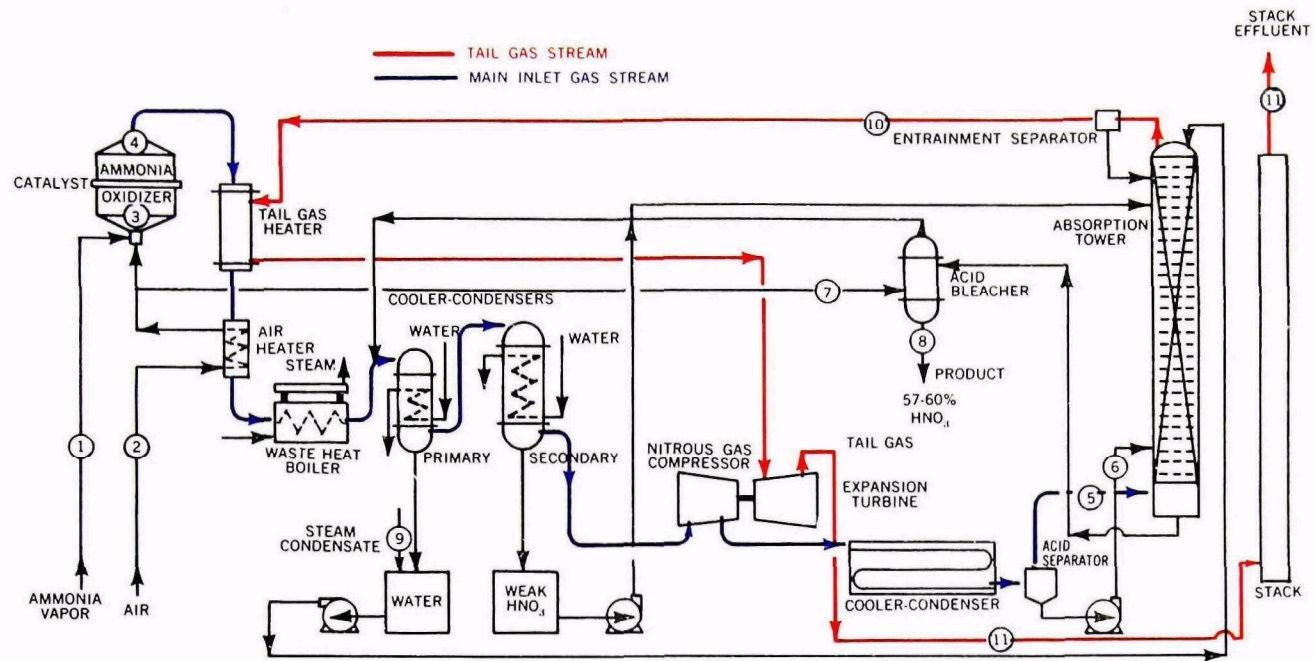 STACK
EFFLUENT
TAIL GAS STREAM
MAIN INLET GAS STREAM
11
10
ENTRAINMENT SEPARATOR
4
AMMONIA
CATALYST
OXIDIZER
3
TAIL GAS
HEATER
ABSORPTION
TOWER
ACID
BLEACHER
7
COOLER-CONDENSERS
AIR
HEATER
WATER
WATER
STEAM
8
PRODUCT
57-60%
HNO3
1
2
WASTE HEAT
BOILER
PRIMARY
SECONDARY
NITROUS GAS
COMPRESSOR
TAIL GAS
EXPANSION
TURBINE
6
5
STEAM
CONDENSATE
9
ACID
SEPARATOR
AMMONIA
VAPOR
AIR
WATER
WEAK
HNO3
COOLER-CONDENSER
STACK
11